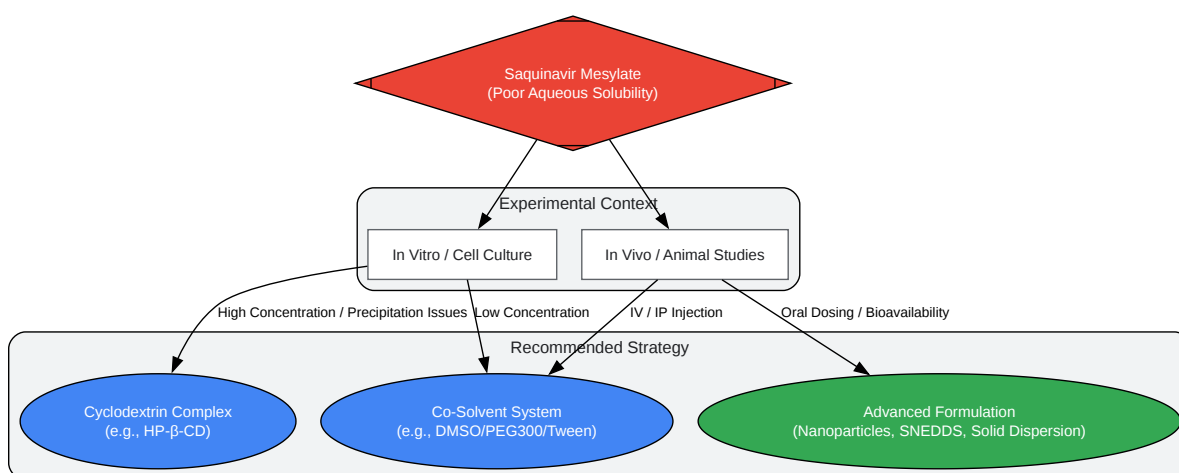 Saquinavir Mesylate
(Poor Aqueous Solubility)
Experimental Context
In Vitro / Cell Culture
In Vivo / Animal Studies
High Concentration / Precipitation Issues
Low Concentration
IV / IP Injection
Oral Dosing / Bioavailability
Recommended Strategy
Cyclodextrin Complex
(e.g., HP-β-CD)
Co-Solvent System
(e.g., DMSO/PEG300/Tween)
Advanced Formulation
(Nanoparticles, SNEDDS, Solid Dispersion)